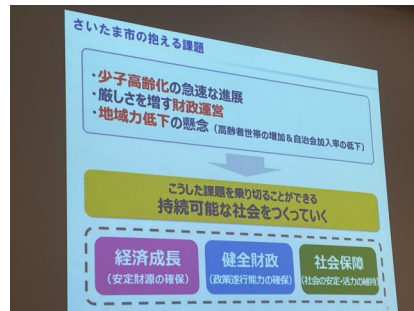 さいたま市の抱える課題
・少子高齢化の急速な進展
・厳しさを増す財政運営
・地域力低下の懸念（高齢者世帯の増加＆自治会加入率の低下）
こうした課題を乗り切ることができる
持続可能な社会をつくっていく
経済成長
（安定財源の確保）
健全財政
（政策遂行能力の確保）
社会保障
（社会の安定・活力の維持）